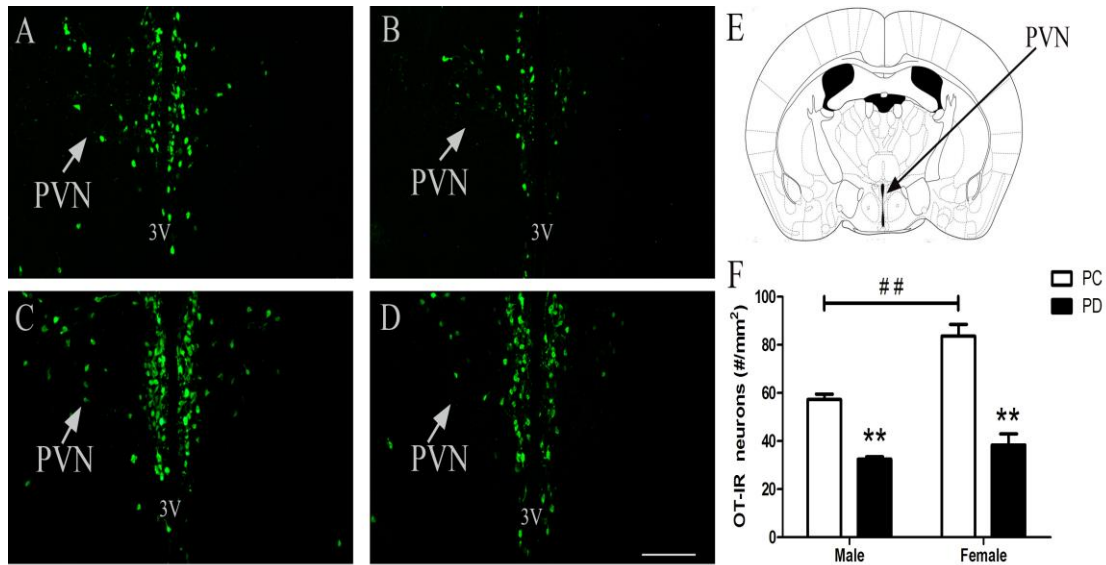 A
PVN
3V
B
PVN
3V
C
PVN
3V
D
PVN
3V
E
PVN
F
PC
PD
OT-IR neurons (#/mm²)
100
80
60
40
20
0
##
**
**
Male
Female